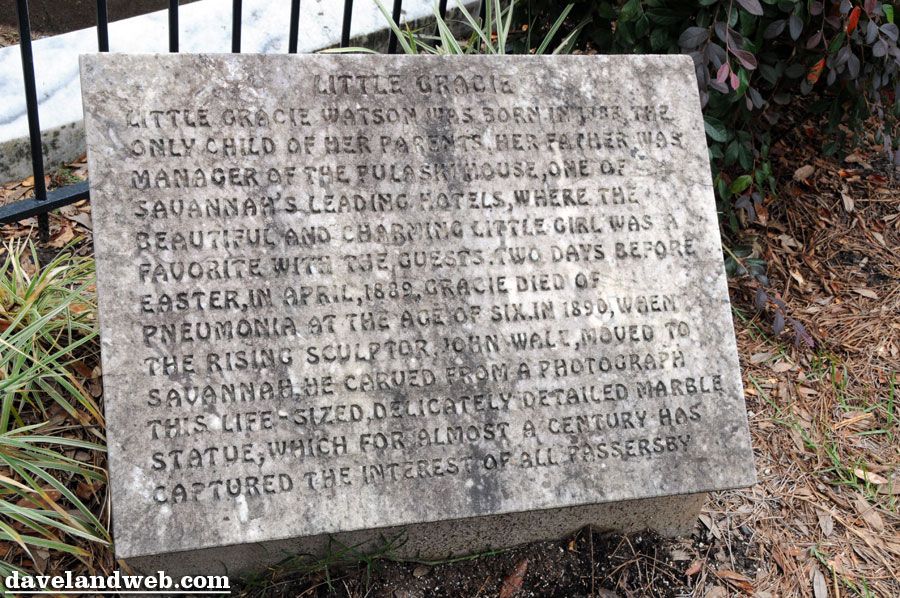 LITTLE GRACIE
LITTLE GRACIE WATSON WAS BORN IN 1883, THE
ONLY CHILD OF HER PARENTS. HER FATHER WAS
MANAGER OF THE PULASKI HOUSE, ONE OF
SAVANNAH'S LEADING HOTELS, WHERE THE
BEAUTIFUL AND CHARMING LITTLE GIRL WAS A
FAVORITE WITH THE GUESTS. TWO DAYS BEFORE
EASTER, IN APRIL, 1889, GRACIE DIED OF
PNEUMONIA AT THE AGE OF SIX. IN 1890, WHEN
THE RISING SCULPTOR, JOHN WALZ, MOVED TO
SAVANNAH, HE CARVED FROM A PHOTOGRAPH
THIS LIFE-SIZED, DELICATELY DETAILED MARBLE
STATUE, WHICH FOR ALMOST A CENTURY HAS
CAPTURED THE INTEREST OF ALL PASSERSBY
davelandweb.com